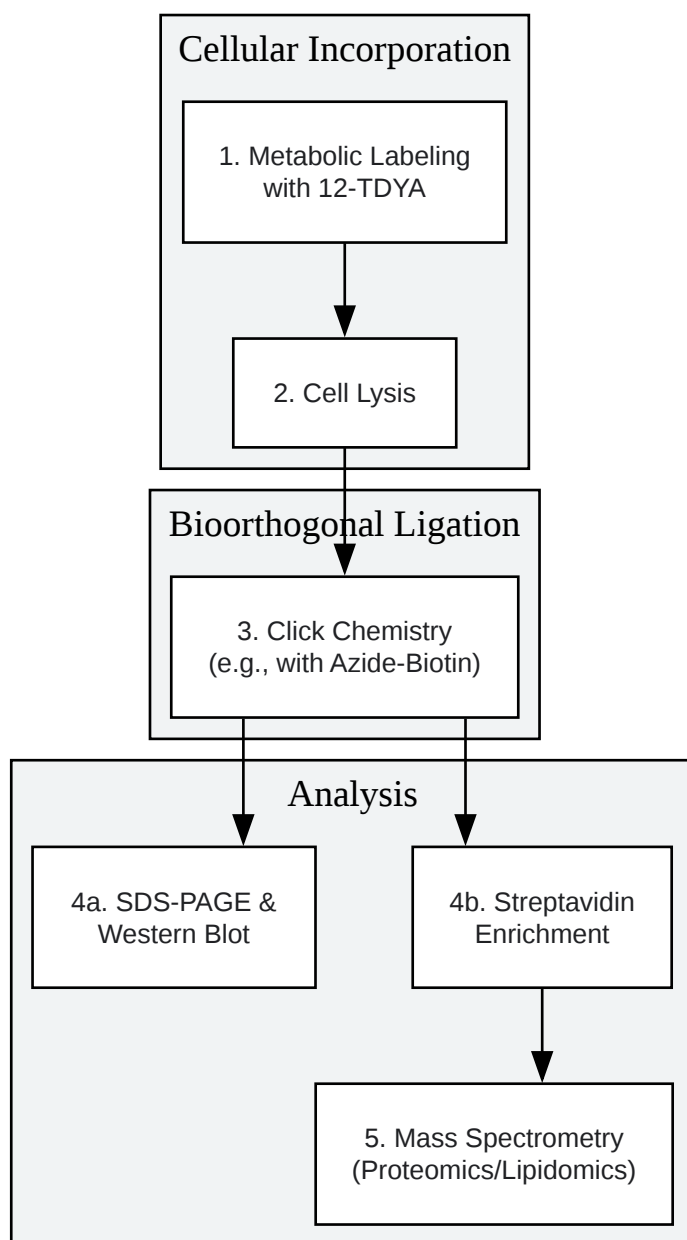 Cellular Incorporation
1. Metabolic Labeling
with 12-TDYA
2. Cell Lysis
Bioorthogonal Ligation
3. Click Chemistry
(e.g., with Azide-Biotin)
Analysis
4a. SDS-PAGE &
Western Blot
4b. Streptavidin
Enrichment
5. Mass Spectrometry
(Proteomics/Lipidomics)